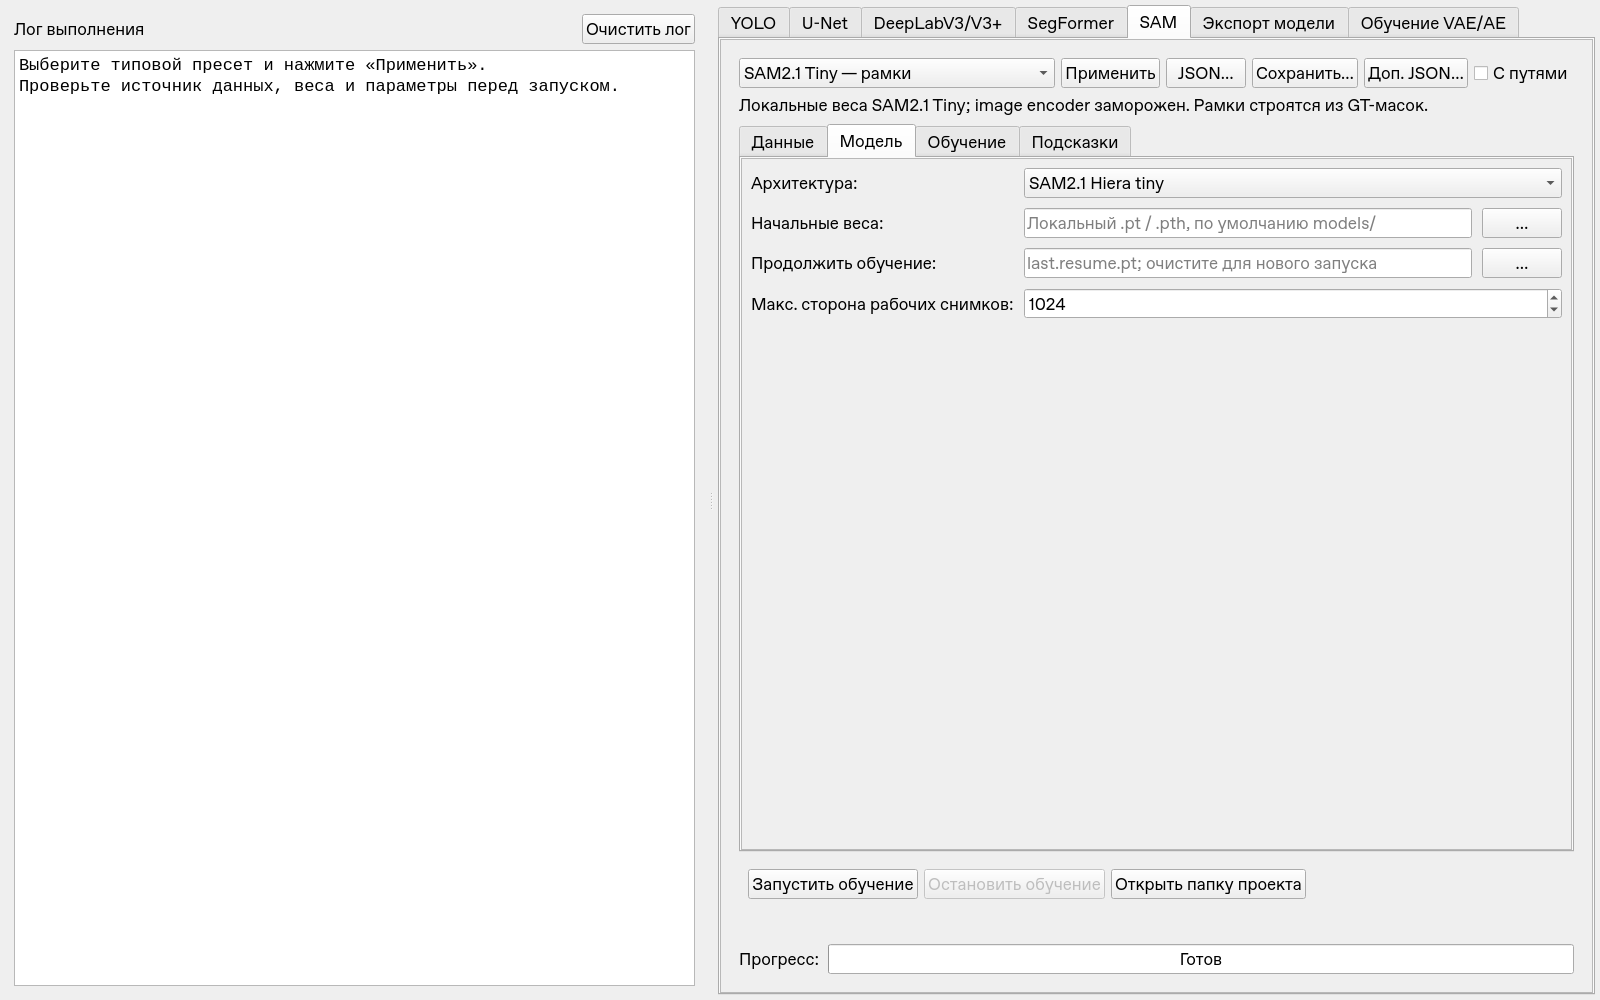 Лог выполнения
Очистить лог
Выберите типовой пресет и нажмите «Применить».
Проверьте источник данных, веса и параметры перед запуском.
YOLO U-Net DeepLabV3/V3+ SegFormer SAM Экспорт модели Обучение VAE/AE
SAM2.1 Tiny — рамки Применить JSON... Сохранить... Доп. JSON... С путями
Локальные веса SAM2.1 Tiny; image encoder заморожен. Рамки строятся из GT-масок.
Данные Модель Обучение Подсказки
Архитектура: SAM2.1 Hiera tiny
Начальные веса: Локальный .pt / .pth, по умолчанию models/ ...
Продолжить обучение: last.resume.pt; очистите для нового запуска ...
Макс. сторона рабочих снимков: 1024
Запустить обучение Остановить обучение Открыть папку проекта
Прогресс: Готов